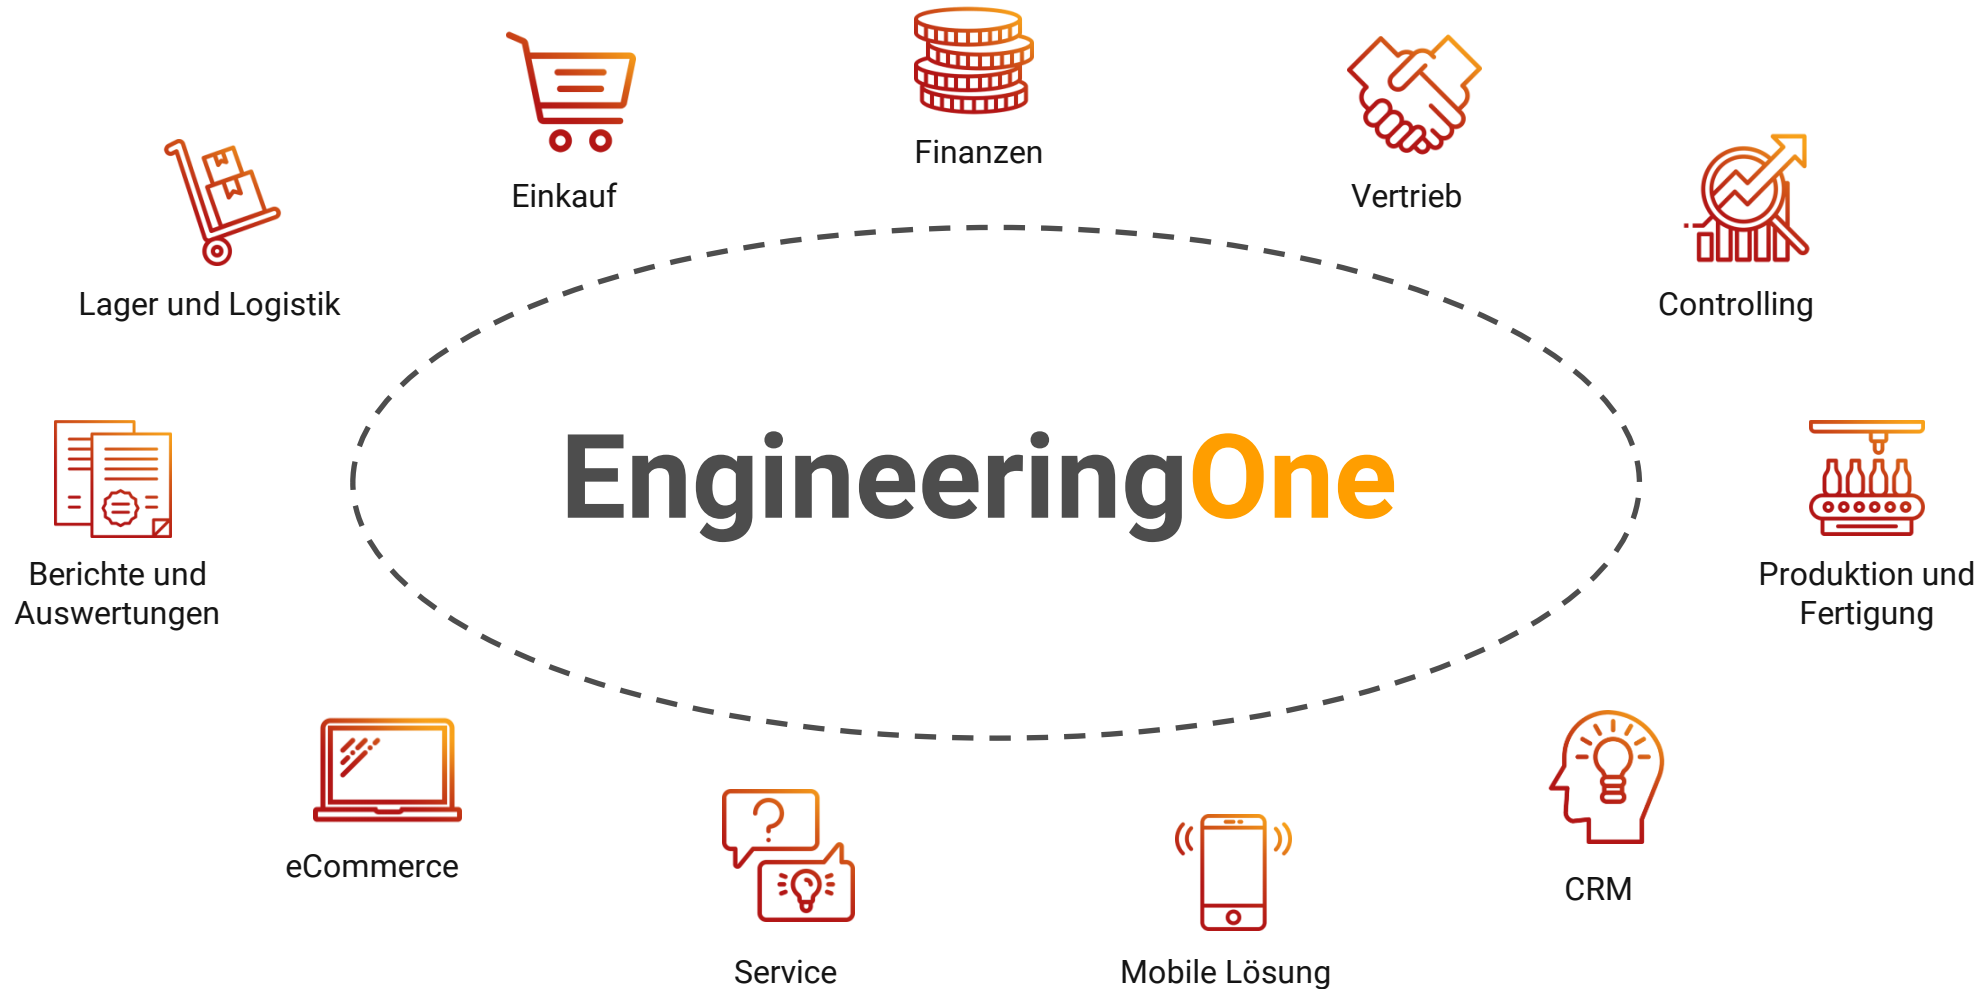 Finanzen
Einkauf
Vertrieb
Lager und Logistik
Controlling
EngineeringOne
Berichte und
Auswertungen
Produktion und
Fertigung
eCommerce
CRM
Service
Mobile Lösung